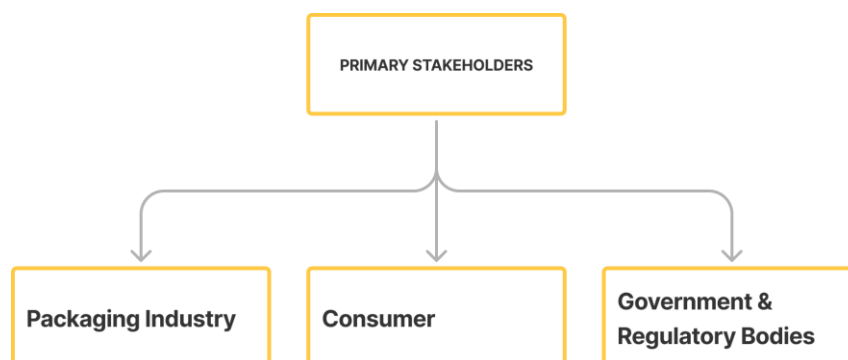 PRIMARY STAKEHOLDERS
Packaging Industry
Consumer
Government &
Regulatory Bodies